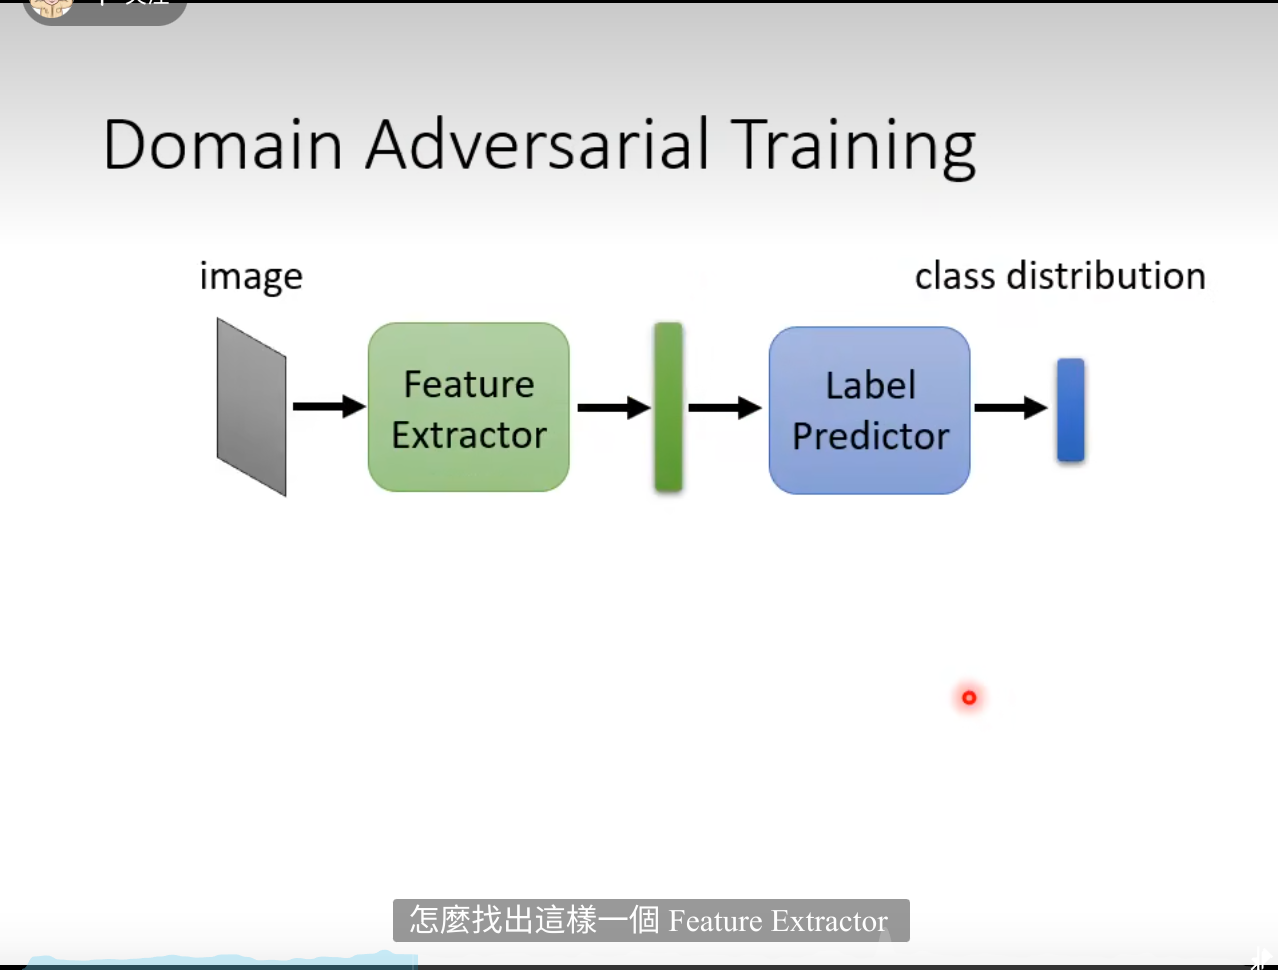 Domain Adversarial Training
image
class distribution
Feature
Extractor
Label
Predictor
怎麼找出這樣一個 Feature Extractor